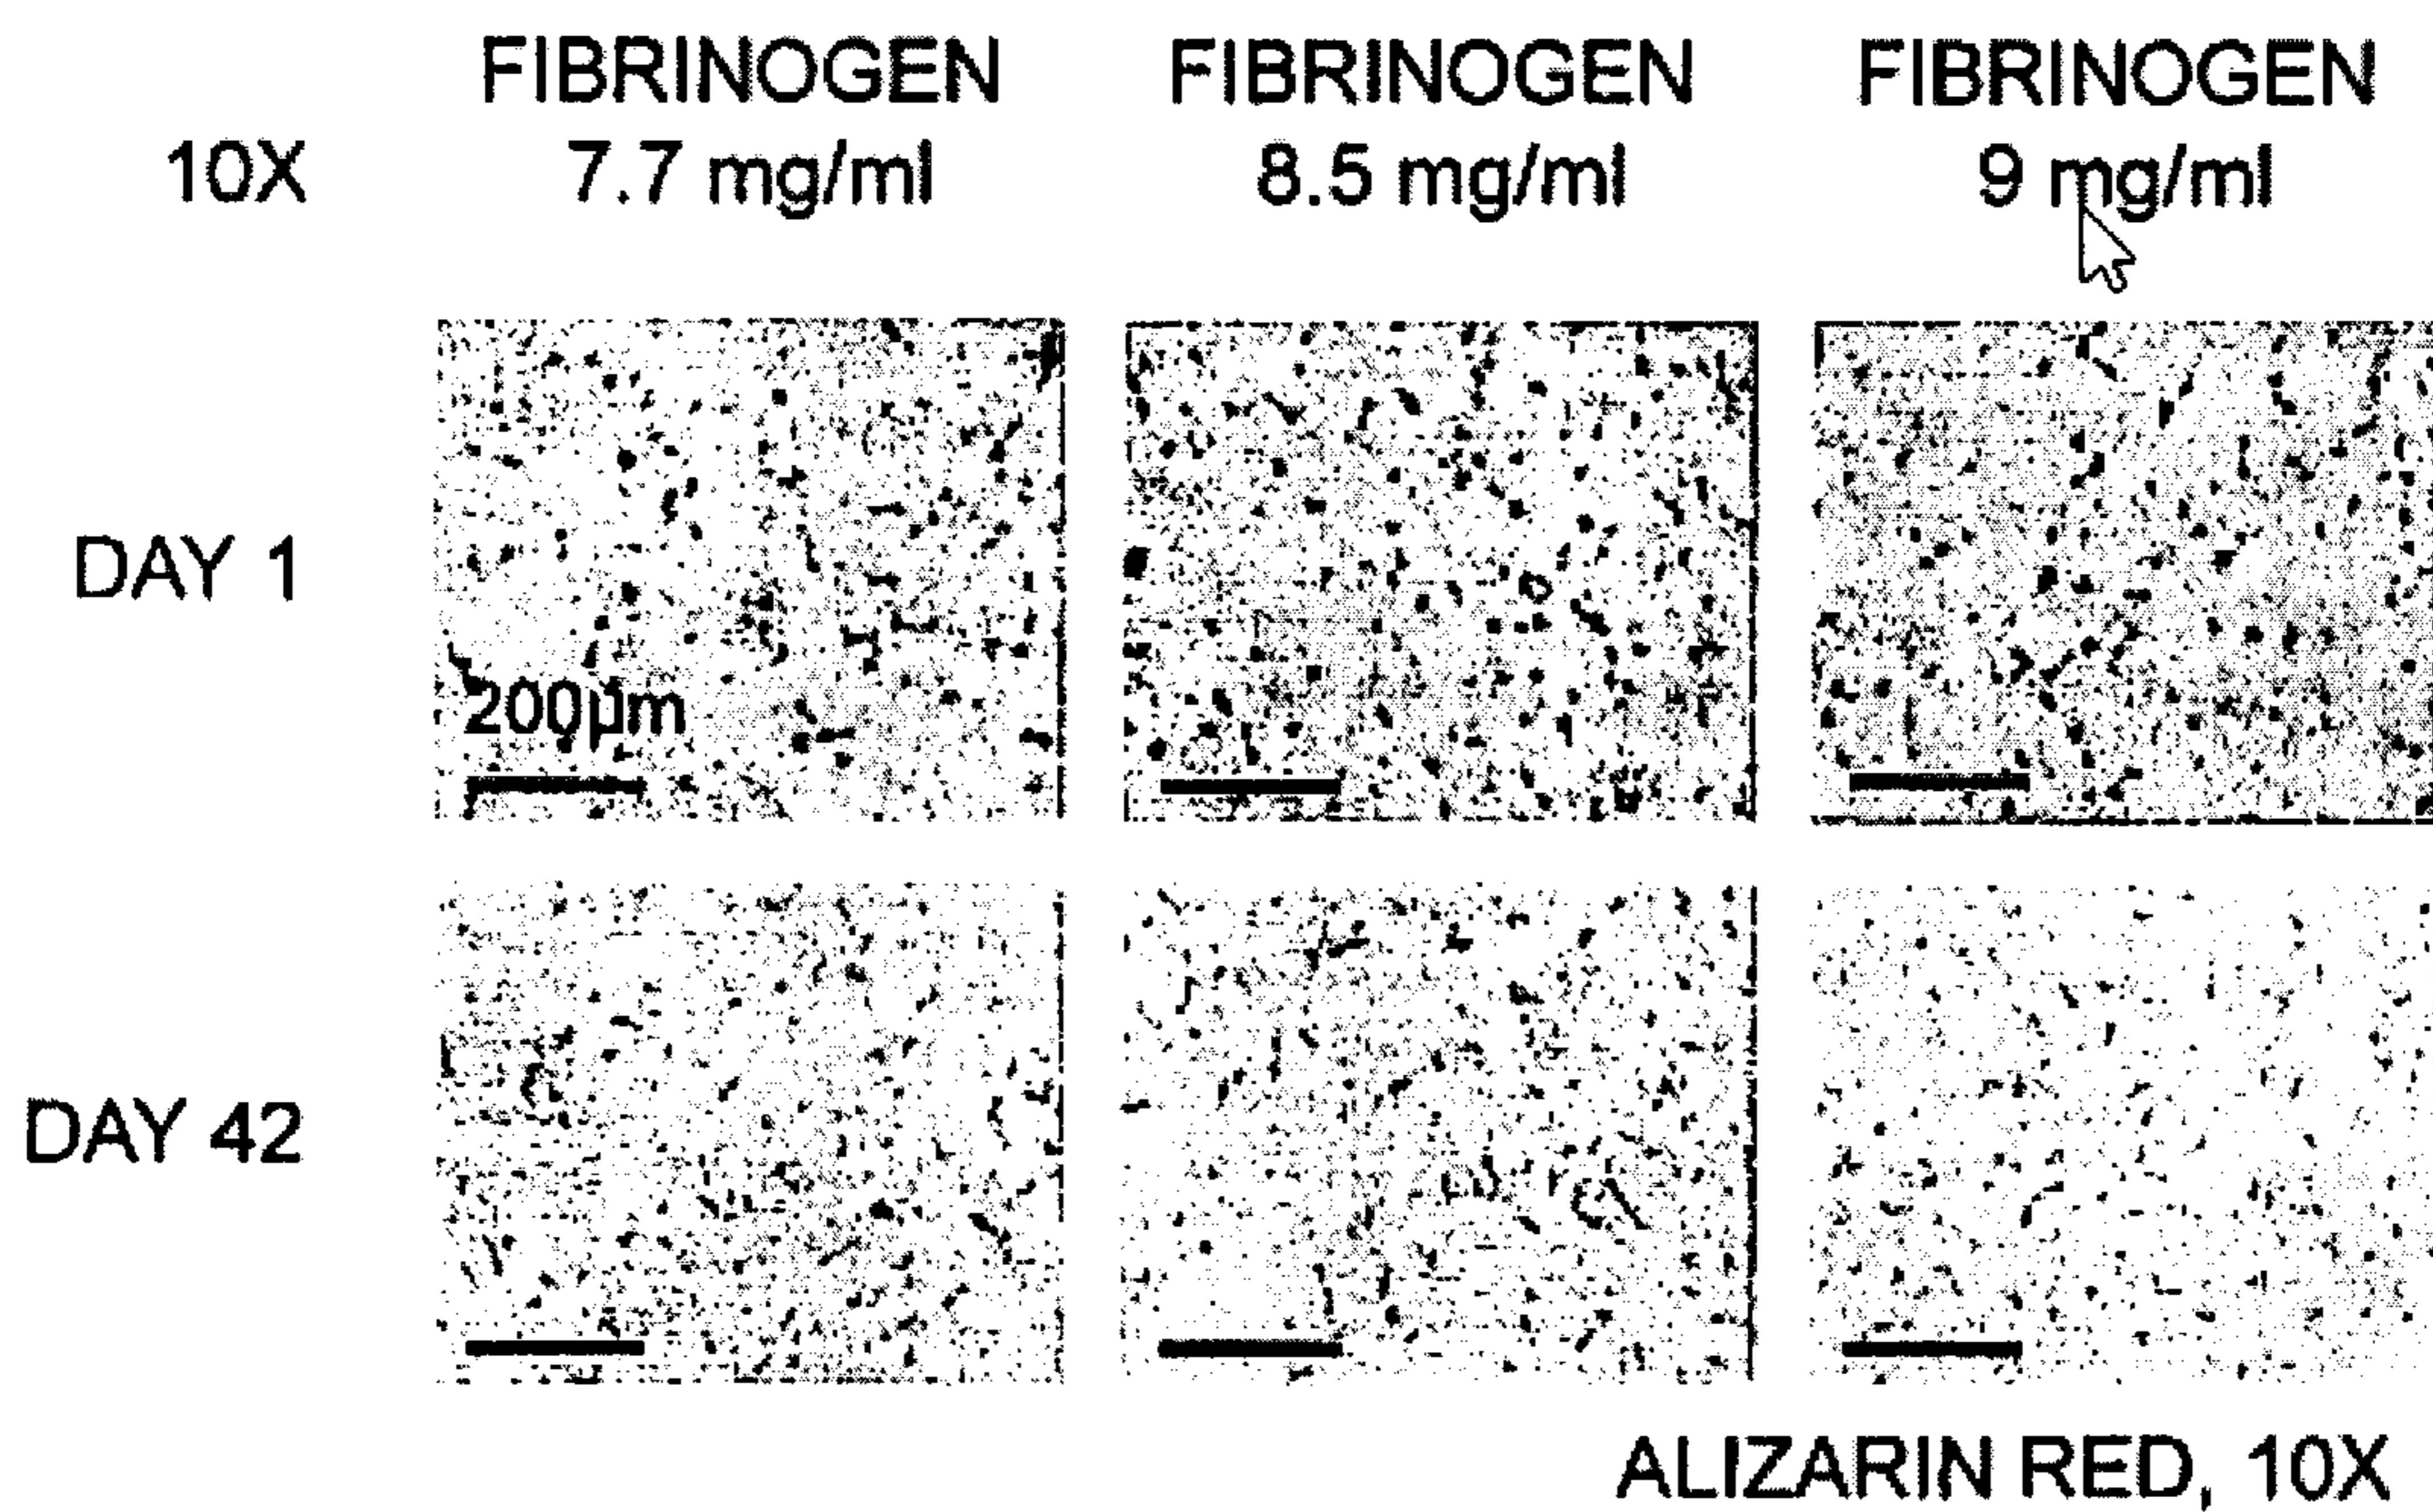 FIBRINOGEN FIBRINOGEN FIBRINOGEN
10X 7.7 mg/ml 8.5 mg/ml 9 mg/ml
DAY 1
200µm
DAY 42
ALIZARIN RED, 10X